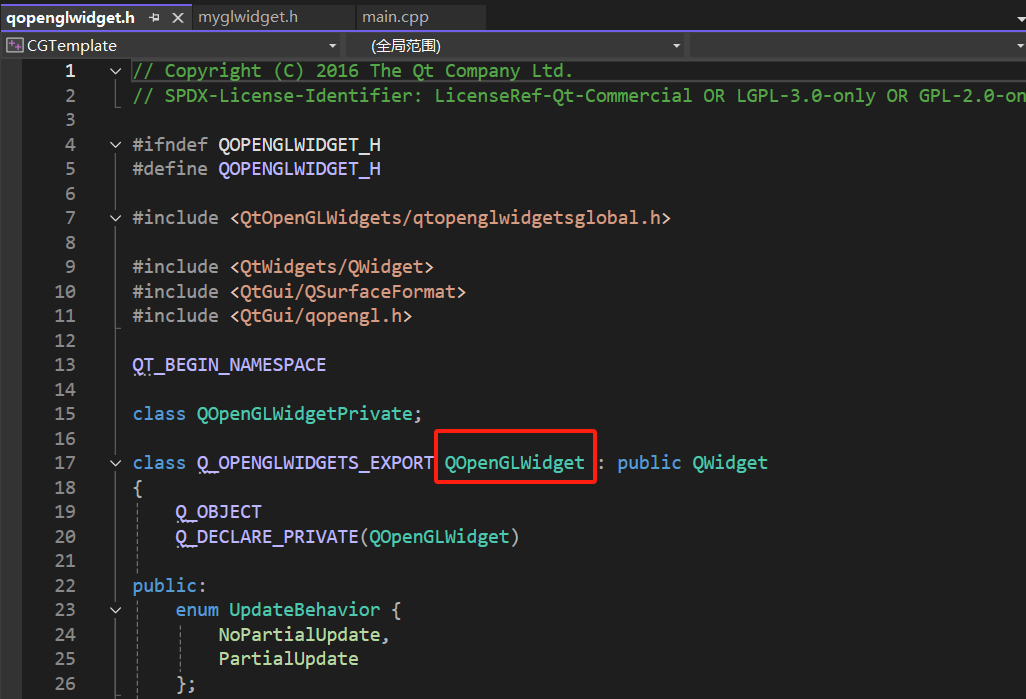 qopenglwidget.h myglwidget.h main.cpp
CGTemplate (全局范围)
1 // Copyright (C) 2016 The Qt Company Ltd.
2 // SPDX-License-Identifier: LicenseRef-Qt-Commercial OR LGPL-3.0-only OR GPL-2.0-on
3
4 #ifndef QOPENGLWIDGET_H
5 #define QOPENGLWIDGET_H
6
7 #include <QtOpenGLWidgets/qtopenglwidgetsglobal.h>
8
9 #include <QtWidgets/QWidget>
10 #include <QtGui/QSurfaceFormat>
11 #include <QtGui/qopengl.h>
12
13 QT_BEGIN_NAMESPACE
14
15 class QOpenGLWidgetPrivate;
16
17 class Q_OPENGLWIDGETS_EXPORT QOpenGLWidget : public QWidget
18 {
19 Q_OBJECT
20 Q_DECLARE_PRIVATE(QOpenGLWidget)
21
22 public:
23 enum UpdateBehavior {
24 NoPartialUpdate,
25 PartialUpdate
26 };